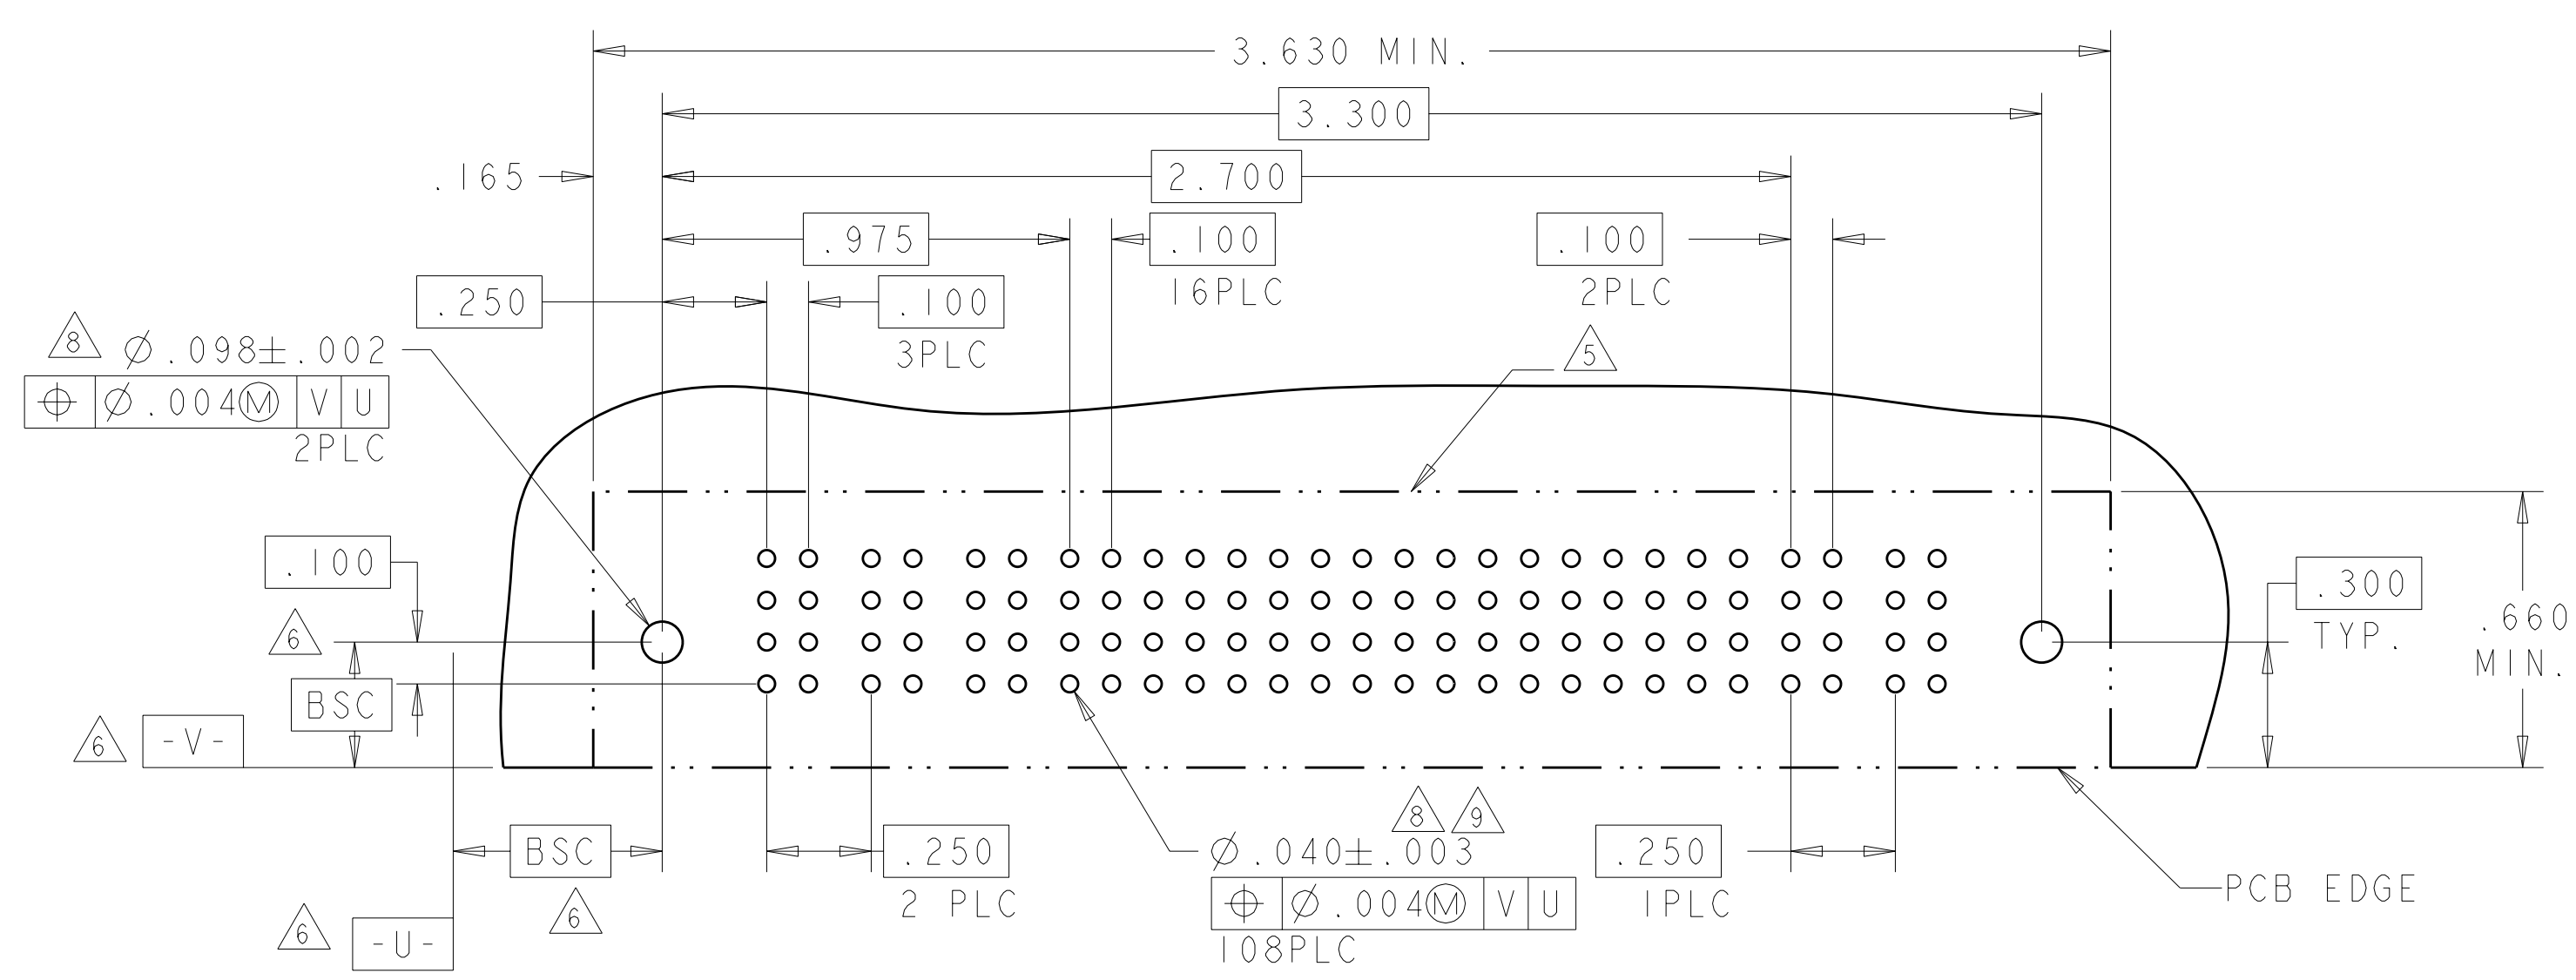 3.630 MIN.
3.300
.165
2.700
.975
.100
16PLC
.100
2PLC
.250
.100
3PLC
8
Ø.098±.002
⌖ Ø.004Ⓜ V U
2PLC
5
.100
6
BSC
6
-V-
.300
TYP.
.660
MIN.
BSC
6
6
-U-
.250
2 PLC
8 9
Ø.040±.003
⌖ Ø.004Ⓜ V U
108PLC
.250
1PLC
PCB EDGE